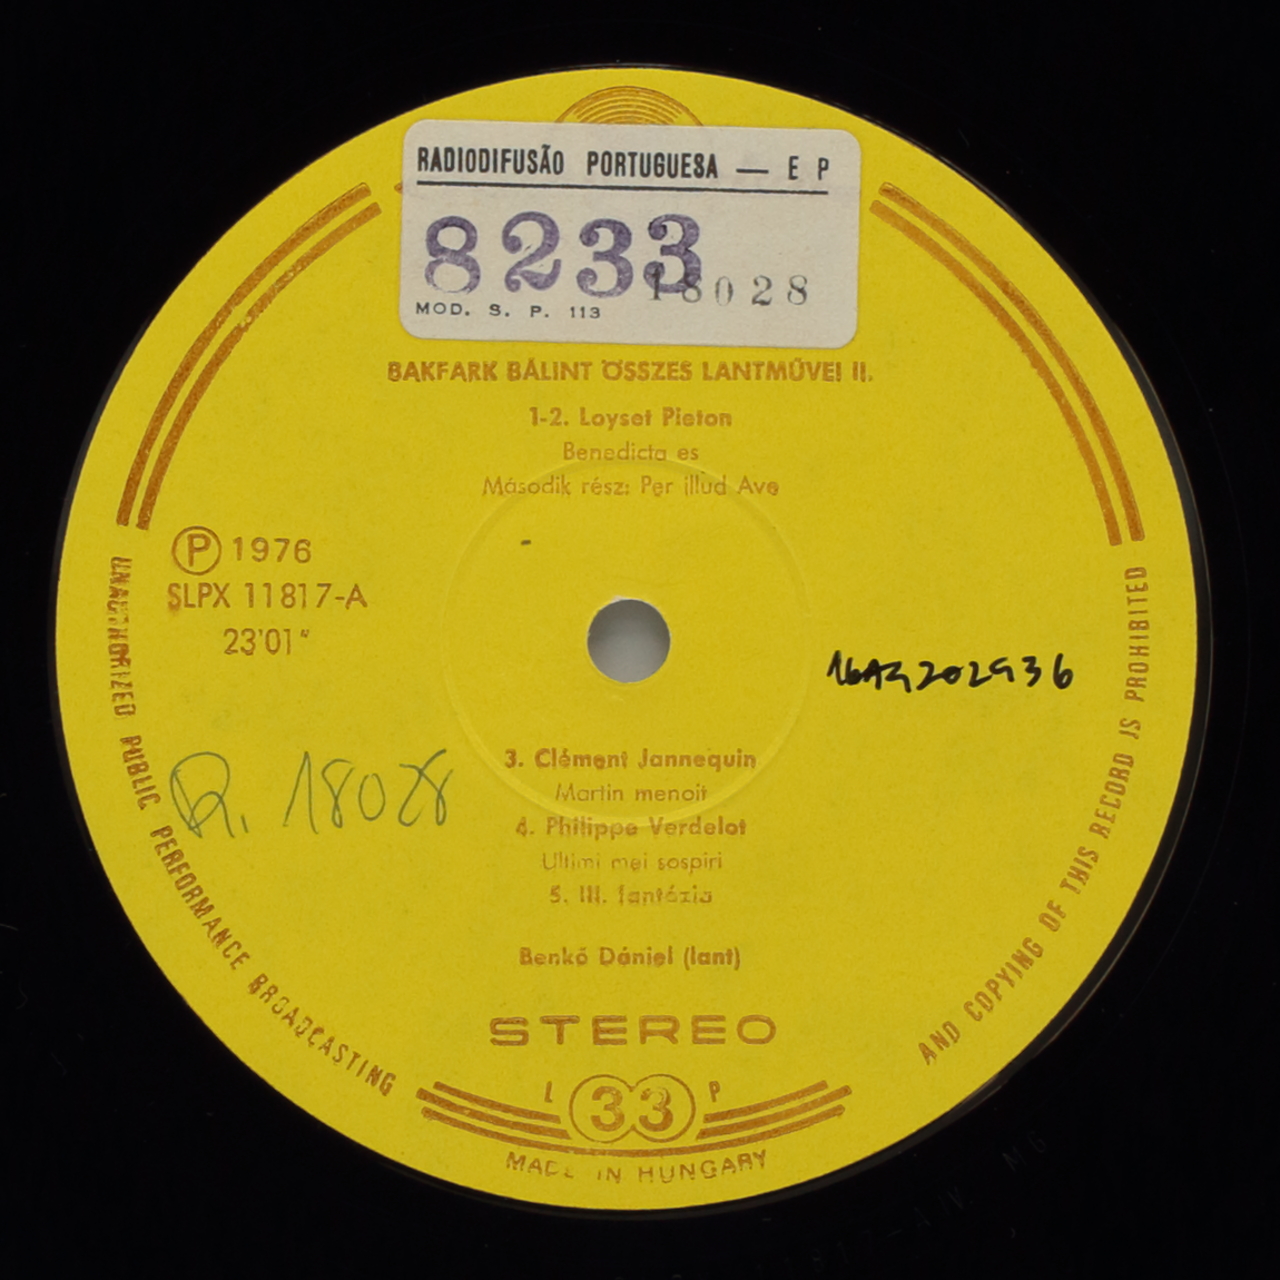 RADIODIFUSÃO PORTUGUESA — E P
8233
18028
MOD. S. P. 113
BAKFARK BÁLINT ÖSSZES LANTMŰVEI II.
1-2. Loyset Pieton
Benedicta es
Második rész: Per illud Ave
Ⓟ 1976
SLPX 11817-A
23'01"
R. 18028
3. Clément Jannequin
Martin menoit
4. Philippe Verdelot
Ultimi mei sospiri
5. III. fantázia
Benkő Dániel (lant)
STEREO
L 33 P
MADE IN HUNGARY
UNAUTHORIZED PUBLIC PERFORMANCE BROADCASTING
AND COPYING OF THIS RECORD IS PROHIBITED